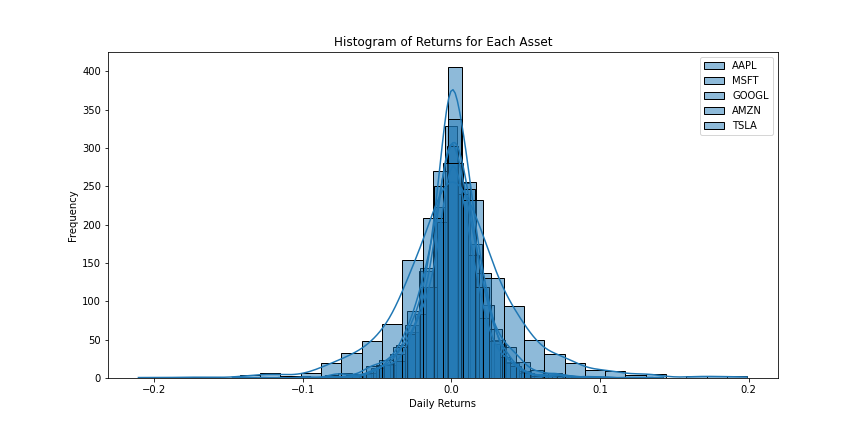 Histogram of Returns for Each Asset
AAPL
MSFT
GOOGL
AMZN
TSLA
400
350
300
250
200
150
100
50
0
Frequency
−0.2
−0.1
0.0
0.1
0.2
Daily Returns